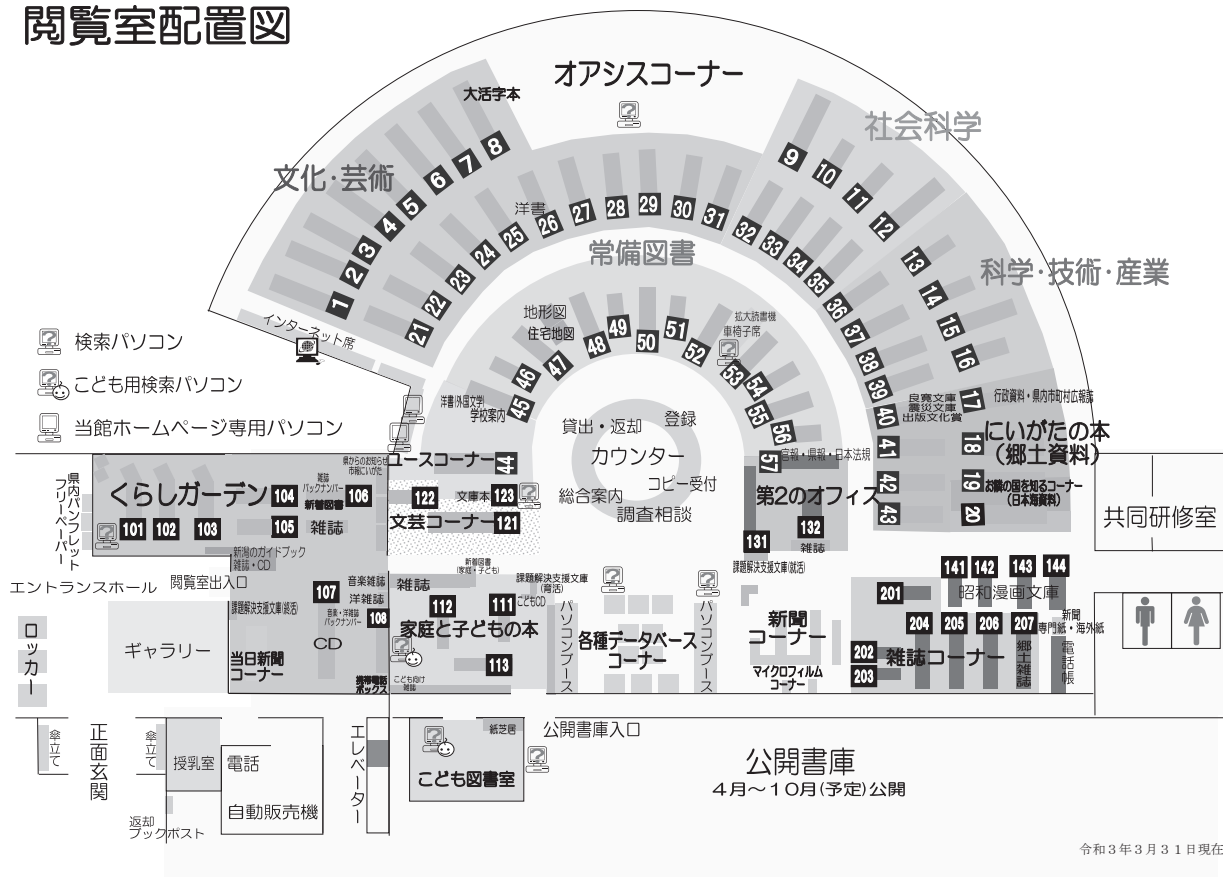 閲覧室配置図
オアシスコーナー
大活字本
社会科学
文化・芸術
科学・技術・産業
1
2
3
4
5
6
7
8
9
10
11
12
13
14
15
16
17
18
19
20
洋書
21
22
23
24
25
26
27
28
29
30
31
32
33
34
35
36
37
38
39
40
41
42
43
常備図書
地形図
住宅地図
拡大読書機
車椅子席
45
46
47
48
49
50
51
52
53
54
55
56
57
インターネット席
検索パソコン
こども用検索パソコン
当館ホームページ専用パソコン
洋書(外国文学)
学校案内
貸出・返却
登録
カウンター
コピー受付
総合案内
調査相談
官報・県報・日本法規
第2のオフィス
131
132
雑誌
課題解決支援文庫(就活)
良寛文庫
震災文庫
出版文化賞
行政資料・県内市町村広報誌
にいがたの本
(郷土資料)
お隣の国を知るコーナー
(日本海資料)
共同研修室
県内パンフレット
フリーペーパー
くらしガーデン
101
102
103
104
105
106
県からのお知らせ
市報にいがた
雑誌
バックナンバー
新着図書
雑誌
新潟のガイドブック
雑誌・CD
ユースコーナー
44
122
文庫本
123
文芸コーナー
121
エントランスホール
閲覧室出入口
課題解決支援文庫(就活)
107
音楽雑誌
洋雑誌
音楽・洋雑誌
バックナンバー
108
CD
当日新聞
コーナー
携帯電話
ボックス
雑誌
新着図書
(家庭・子ども)
課題解決支援文庫
(育活)
こどもCD
112
111
家庭と子どもの本
113
こども向け
雑誌
パソコンブース
各種データベース
コーナー
パソコンブース
新聞
コーナー
マイクロフィルム
コーナー
141
142
143
144
昭和漫画文庫
201
202
203
204
205
206
207
雑誌コーナー
郷土雑誌
新聞
専門紙・海外紙
電話帳
ロッカー
ギャラリー
傘立て
正面玄関
傘立て
授乳室
電話
自動販売機
返却
ブックポスト
エレベーター
紙芝居
こども図書室
公開書庫入口
公開書庫
4月〜10月(予定)公開
令和3年3月31日現在